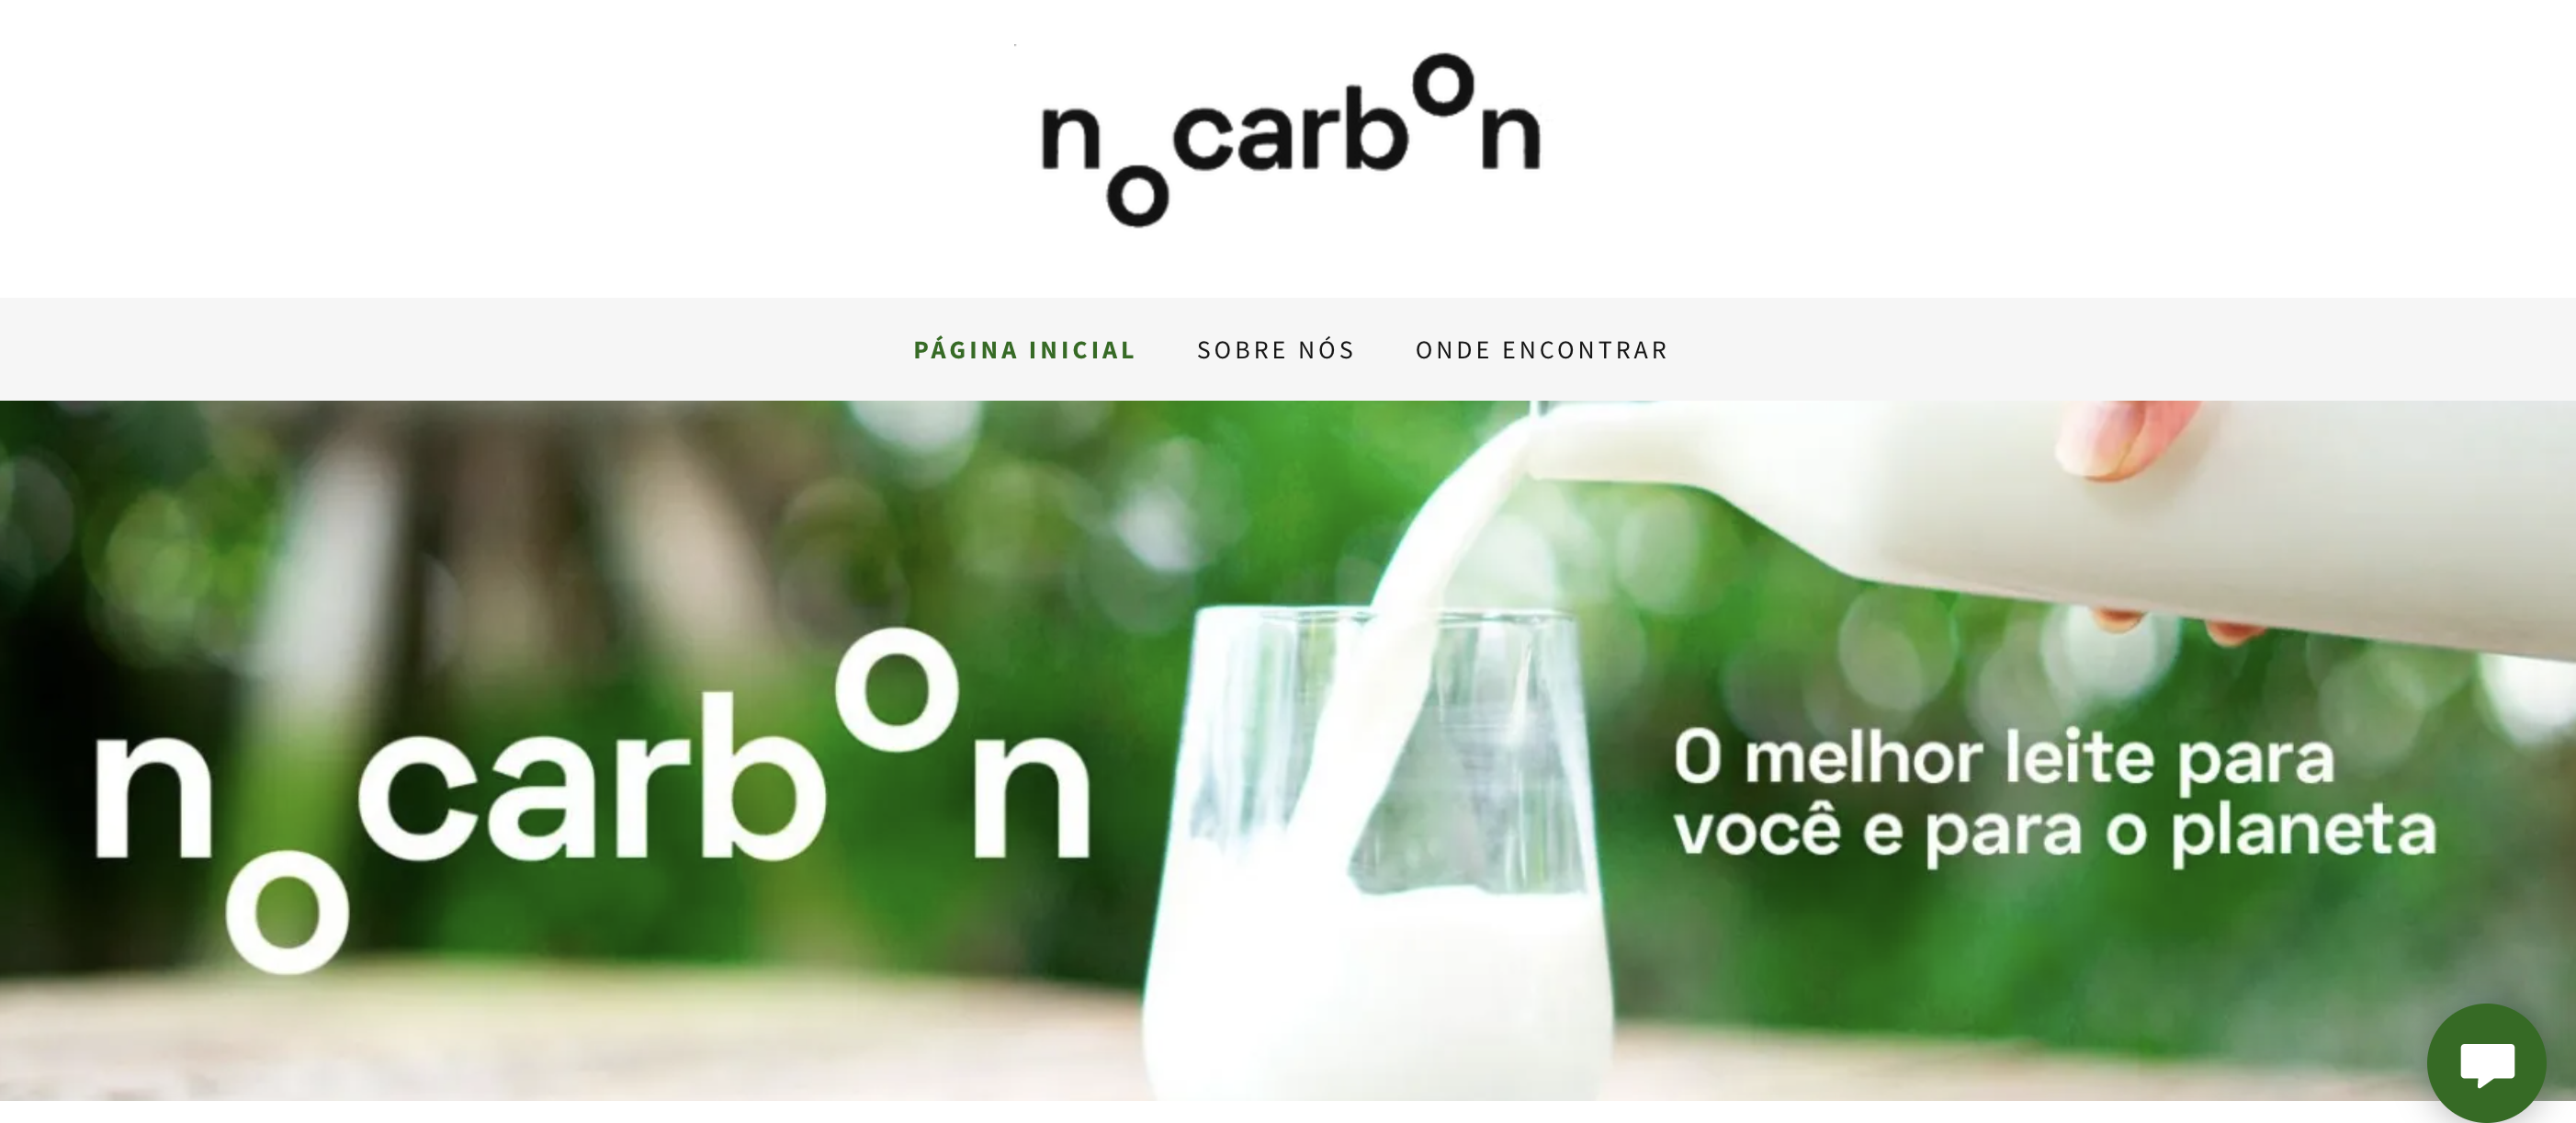 nocarbon
PÁGINA INICIAL SOBRE NÓS ONDE ENCONTRAR
nocarbon
O melhor leite para
você e para o planeta